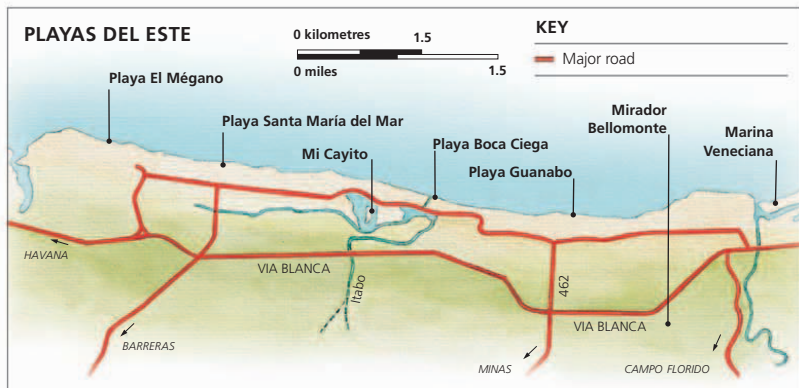 PLAYAS DEL ESTE
0 kilometres 1.5
0 miles 1.5
KEY
Major road
Playa El Mégano
Playa Santa María del Mar
Mi Cayito
Playa Boca Ciega
Playa Guanabo
Mirador
Bellomonte
Marina
Veneciana
HAVANA
VIA BLANCA
Itabo
462
VIA BLANCA
BARRERAS
MINAS
CAMPO FLORIDO